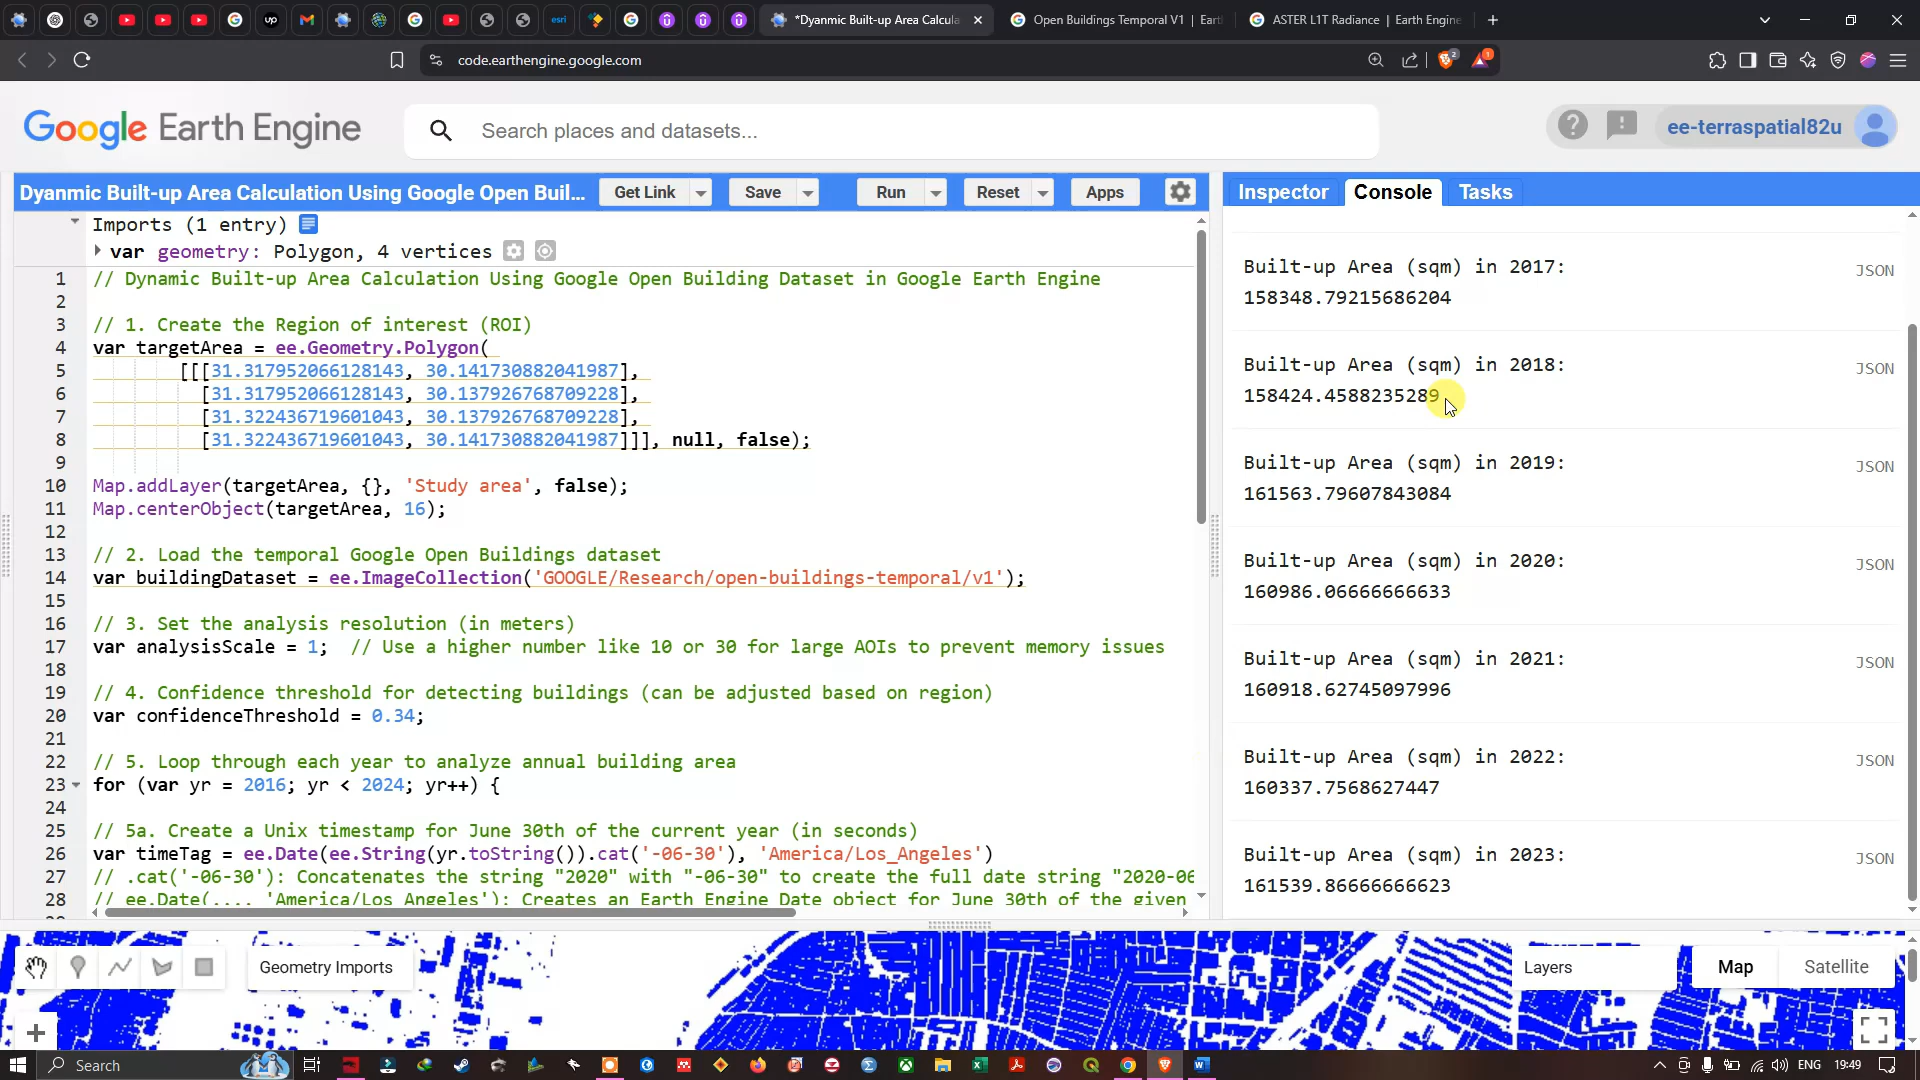 *Dyanmic Built-up Area Calcula
Open Buildings Temporal V1 | Eart
ASTER L1T Radiance | Earth Engine
code.earthengine.google.com
Google Earth Engine
Search places and datasets...
ee-terraspatial82u
Dyanmic Built-up Area Calculation Using Google Open Buil...
Get Link
Save
Run
Reset
Apps
Inspector
Console
Tasks
Imports (1 entry)
var geometry: Polygon, 4 vertices
1 // Dynamic Built-up Area Calculation Using Google Open Building Dataset in Google Earth Engine
2
3 // 1. Create the Region of interest (ROI)
4 var targetArea = ee.Geometry.Polygon(
5 [[[31.317952066128143, 30.141730882041987],
6 [31.317952066128143, 30.137926768709228],
7 [31.322436719601043, 30.137926768709228],
8 [31.322436719601043, 30.141730882041987]]], null, false);
9
10 Map.addLayer(targetArea, {}, 'Study area', false);
11 Map.centerObject(targetArea, 16);
12
13 // 2. Load the temporal Google Open Buildings dataset
14 var buildingDataset = ee.ImageCollection('GOOGLE/Research/open-buildings-temporal/v1');
15
16 // 3. Set the analysis resolution (in meters)
17 var analysisScale = 1; // Use a higher number like 10 or 30 for large AOIs to prevent memory issues
18
19 // 4. Confidence threshold for detecting buildings (can be adjusted based on region)
20 var confidenceThreshold = 0.34;
21
22 // 5. Loop through each year to analyze annual building area
23 for (var yr = 2016; yr < 2024; yr++) {
24
25 // 5a. Create a Unix timestamp for June 30th of the current year (in seconds)
26 var timeTag = ee.Date(ee.String(yr.toString()).cat('-06-30'), 'America/Los_Angeles')
27 // .cat('-06-30'): Concatenates the string "2020" with "-06-30" to create the full date string "2020-06
28 // ee.Date(..., 'America/Los_Angeles'): Creates an Earth Engine Date object for June 30th of the given
Built-up Area (sqm) in 2017:
JSON
158348.79215686204
Built-up Area (sqm) in 2018:
JSON
158424.4588235289
Built-up Area (sqm) in 2019:
JSON
161563.79607843084
Built-up Area (sqm) in 2020:
JSON
160986.06666666633
Built-up Area (sqm) in 2021:
JSON
160918.62745097996
Built-up Area (sqm) in 2022:
JSON
160337.7568627447
Built-up Area (sqm) in 2023:
JSON
161539.86666666623
Geometry Imports
Layers
Map
Satellite
Search
ENG
19:49